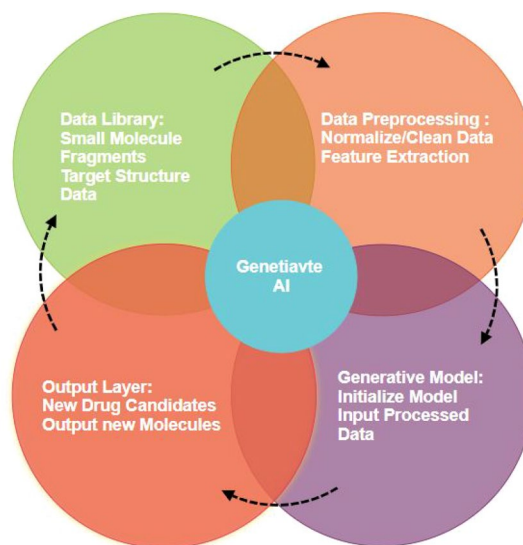 Data Library:
Small Molecule
Fragments
Target Structure
Data
Data Preprocessing :
Normalize/Clean Data
Feature Extraction
Genetiavte
AI
Output Layer:
New Drug Candidates
Output new Molecules
Generative Model:
Initialize Model
Input Processed
Data